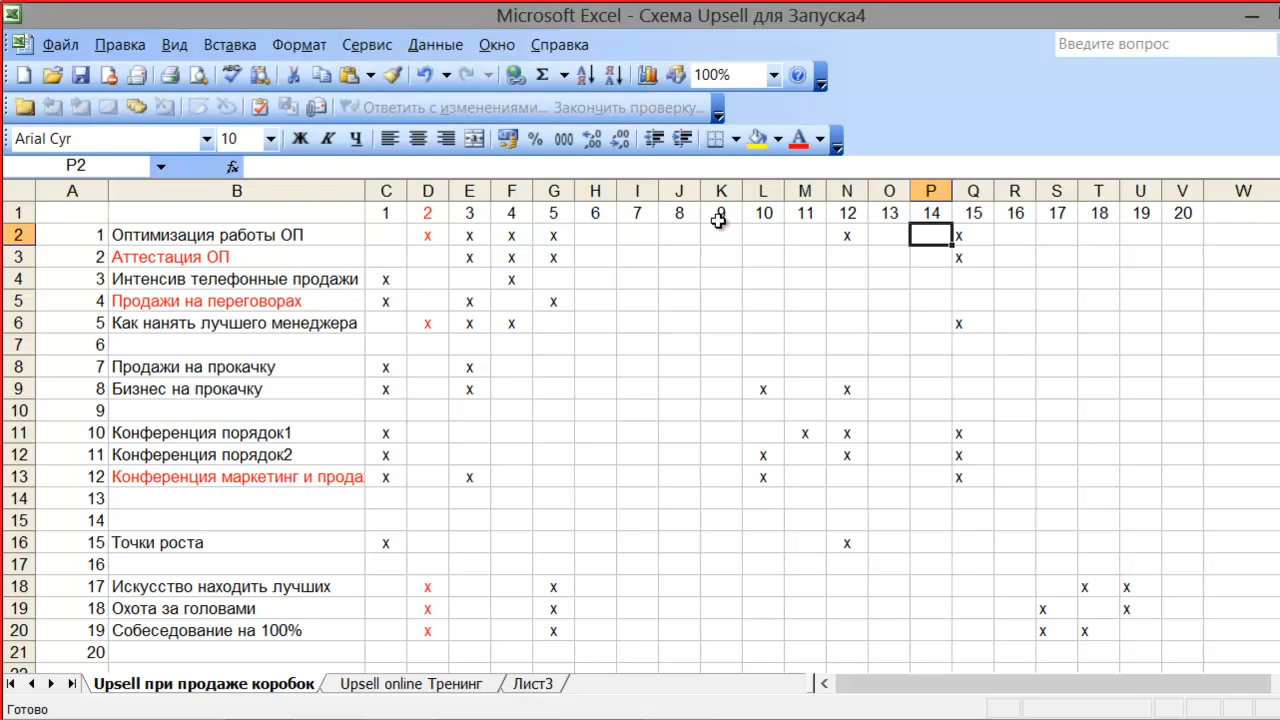 Microsoft Excel - Схема Upsell для Запуска4
Файл Правка Вид Вставка Формат Сервис Данные Окно Справка Введите вопрос
Σ 100%
Ответить с изменениями... Закончить проверку...
Arial Cyr 10 Ж К Ч % 000 A
P2 fx
A B C D E F G H I J K L M N O P Q R S T U V W
1 1 2 3 4 5 6 7 8 9 10 11 12 13 14 15 16 17 18 19 20
2 1 Оптимизация работы ОП x x x x x x
3 2 Аттестация ОП x x x x
4 3 Интенсив телефонные продажи x x
5 4 Продажи на переговорах x x x
6 5 Как нанять лучшего менеджера x x x x
7 6
8 7 Продажи на прокачку x x
9 8 Бизнес на прокачку x x x x
10 9
11 10 Конференция порядок1 x x x x
12 11 Конференция порядок2 x x x x
13 12 Конференция маркетинг и прода x x x x
14 13
15 14
16 15 Точки роста x x
17 16
18 17 Искусство находить лучших x x x x
19 18 Охота за головами x x x x
20 19 Собеседование на 100% x x x x
21 20
Upsell при продаже коробок Upsell online Тренинг Лист3
Готово